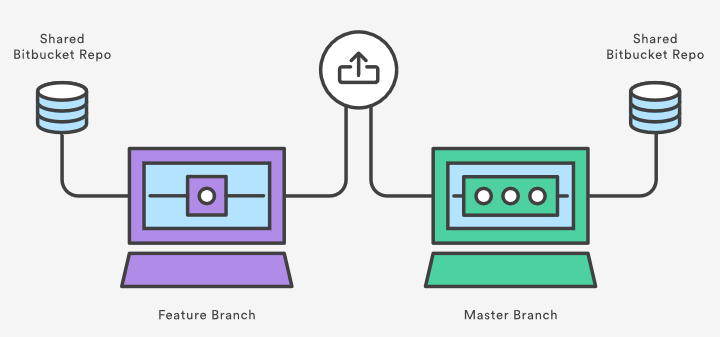 Shared
Bitbucket Repo
Shared
Bitbucket Repo
Feature Branch
Master Branch